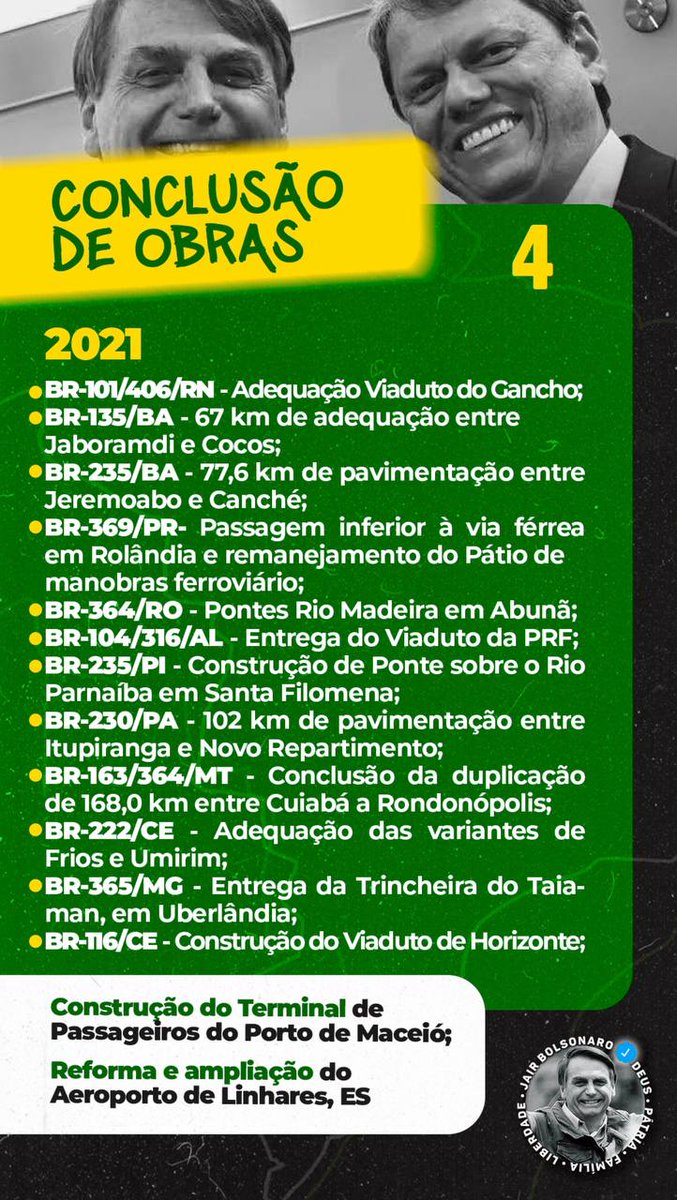 CONCLUSÃO
DE OBRAS
4
2021
BR-101/406/RN - Adequação Viaduto do Gancho;
BR-135/BA - 67 km de adequação entre
Jaboramdi e Cocos;
BR-235/BA - 77,6 km de pavimentação entre
Jeremoabo e Canché;
BR-369/PR- Passagem inferior à via férrea
em Rolândia e remanejamento do Pátio de
manobras ferroviário;
BR-364/RO - Pontes Rio Madeira em Abunã;
BR-104/316/AL - Entrega do Viaduto da PRF;
BR-235/PI - Construção de Ponte sobre o Rio
Parnaíba em Santa Filomena;
BR-230/PA - 102 km de pavimentação entre
Itupiranga e Novo Repartimento;
BR-163/364/MT - Conclusão da duplicação
de 168,0 km entre Cuiabá a Rondonópolis;
BR-222/CE - Adequação das variantes de
Frios e Umirim;
BR-365/MG - Entrega da Trincheira do Taia-
man, em Uberlândia;
BR-116/CE - Construção do Viaduto de Horizonte;
Construção do Terminal de
Passageiros do Porto de Maceió;
Reforma e ampliação do
Aeroporto de Linhares, ES
JAIR BOLSONARO DEUS • PÁTRIA • FAMÍLIA • LIBERDADE •